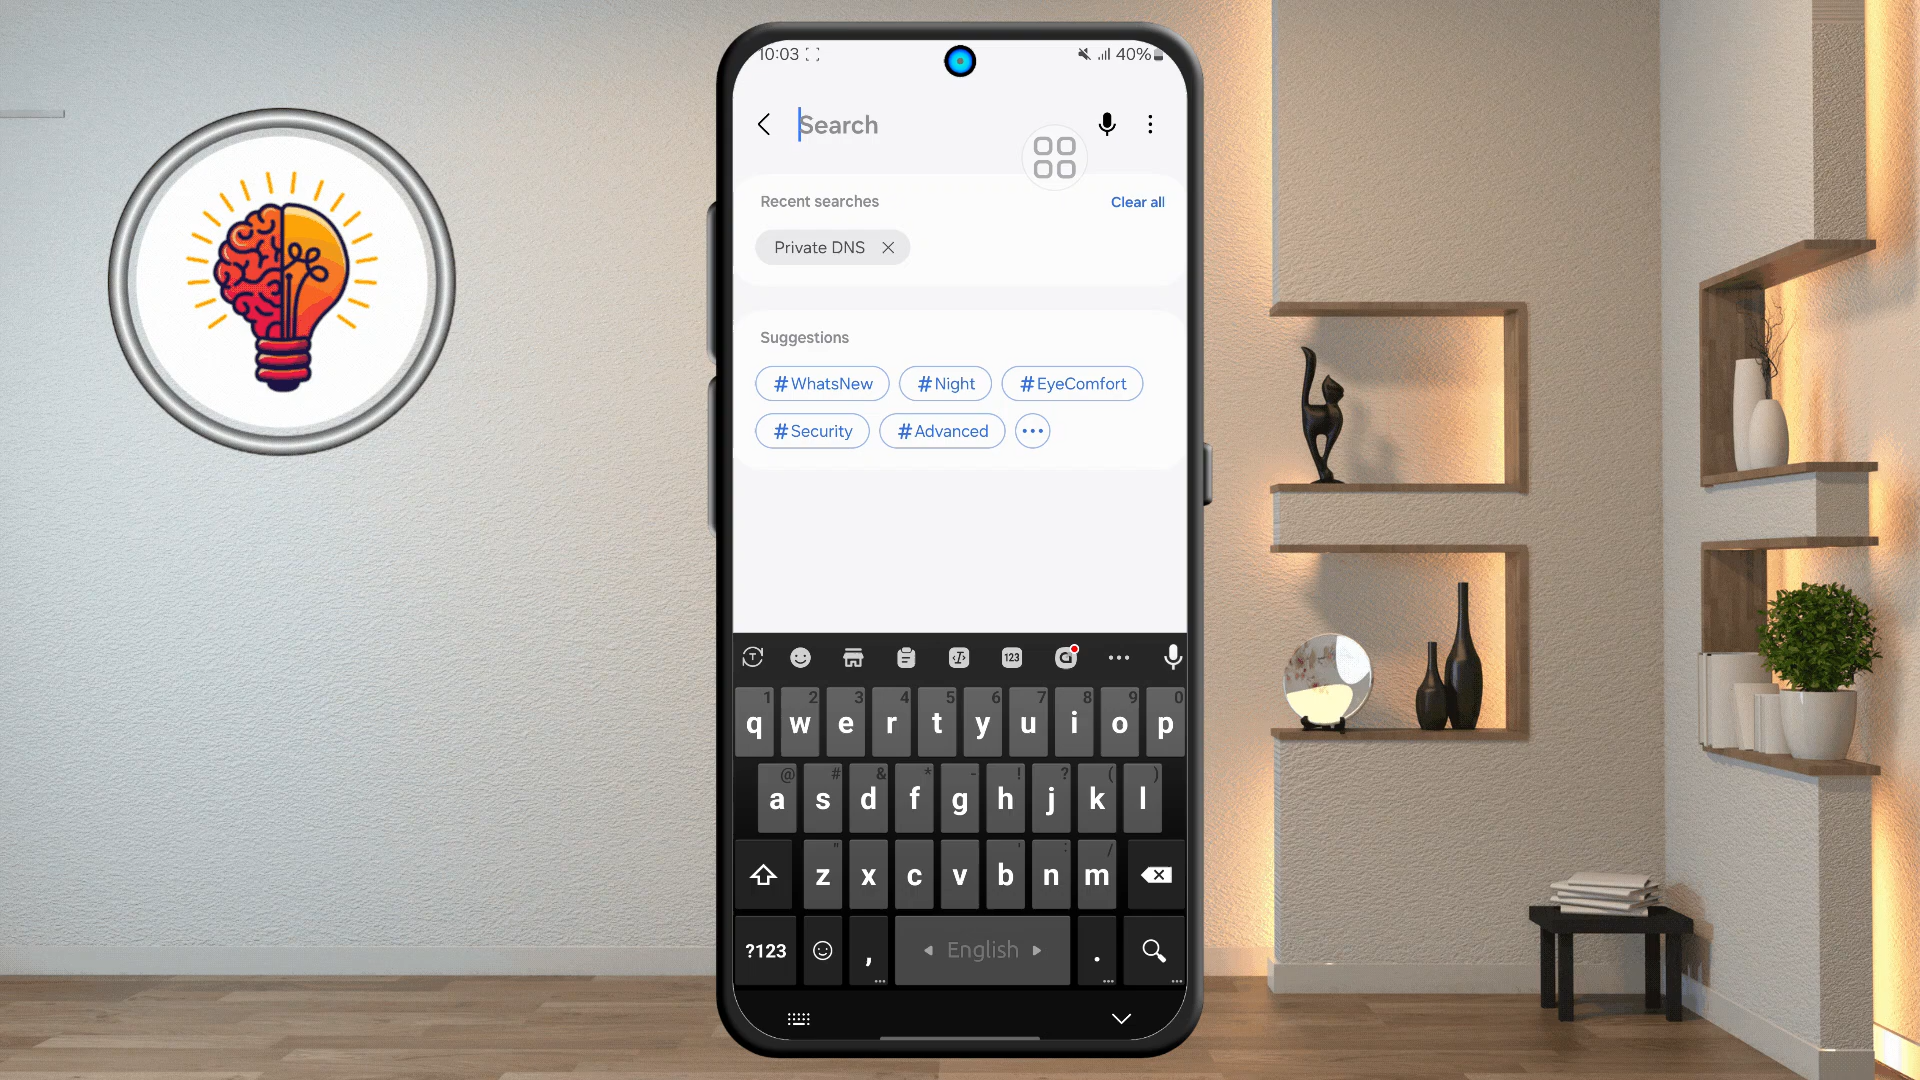 10:03 40%
Search
Recent searches Clear all
Private DNS
Suggestions
#WhatsNew #Night #EyeComfort
#Security #Advanced
123
1 2 3 4 5 6 7 8 9 0
q w e r t y u i o p
@ # & * - ! ? ( )
a s d f g h j k l
" ' : /
z x c v b n m
?123 , English .